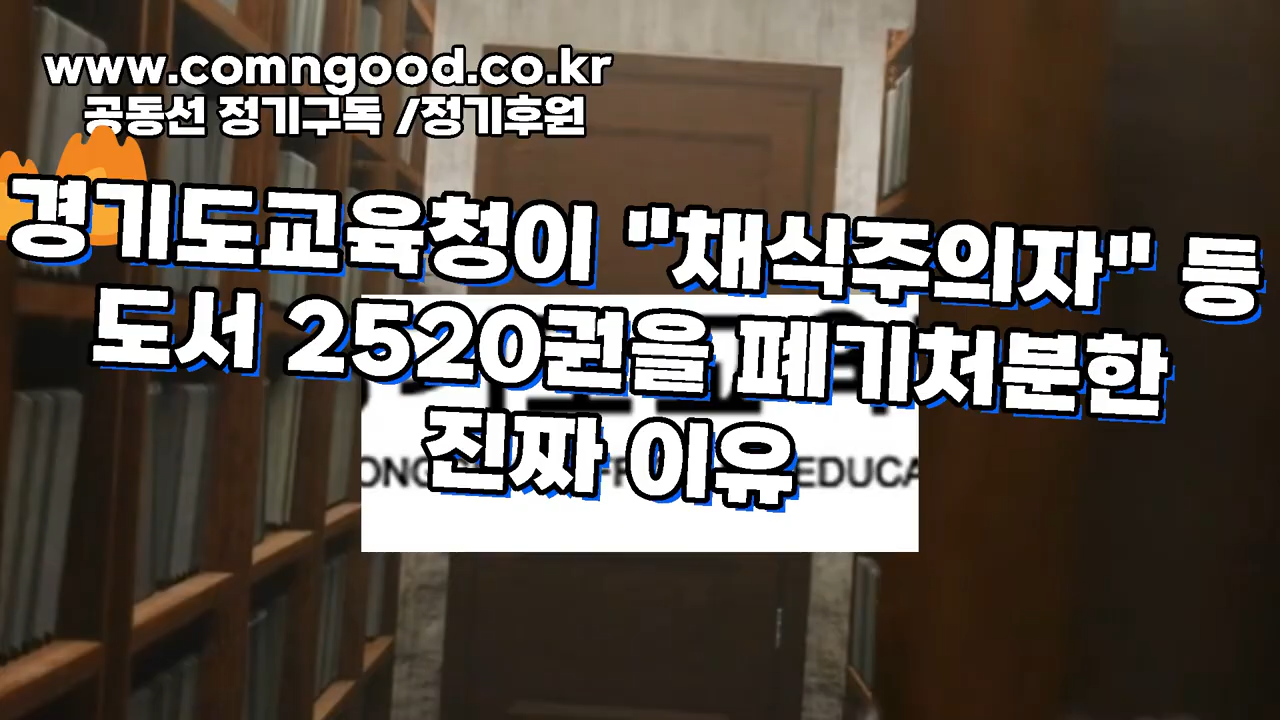 www.comngood.co.kr
공동선 정기구독 /정기후원
경기도교육청이 "채식주의자" 등
도서 2520권을 폐기처분한
진짜 이유